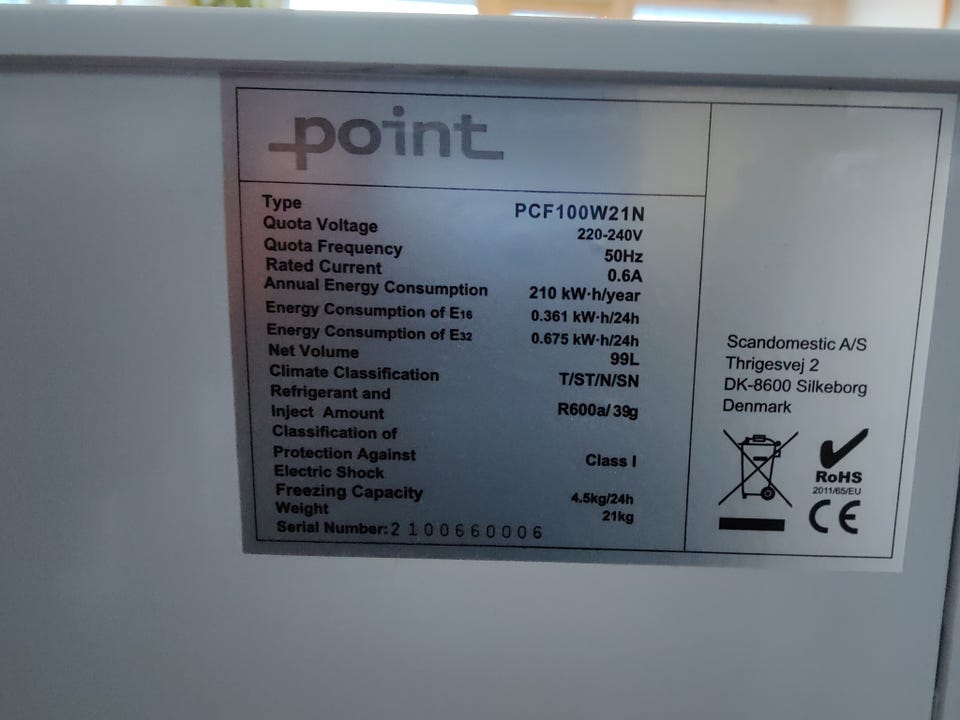 point
Type PCF100W21N
Quota Voltage 220-240V
Quota Frequency 50Hz
Rated Current 0.6A
Annual Energy Consumption 210 kW·h/year
Energy Consumption of E16 0.361 kW·h/24h
Energy Consumption of E32 0.675 kW·h/24h
Net Volume 99L
Climate Classification T/ST/N/SN
Refrigerant and
Inject Amount R600a/39g
Classification of
Protection Against Class I
Electric Shock
Freezing Capacity 4.5kg/24h
Weight 21kg
Serial Number: 2100660006
Scandomestic A/S
Thrigesvej 2
DK-8600 Silkeborg
Denmark
RoHS
2011/65/EU
CE